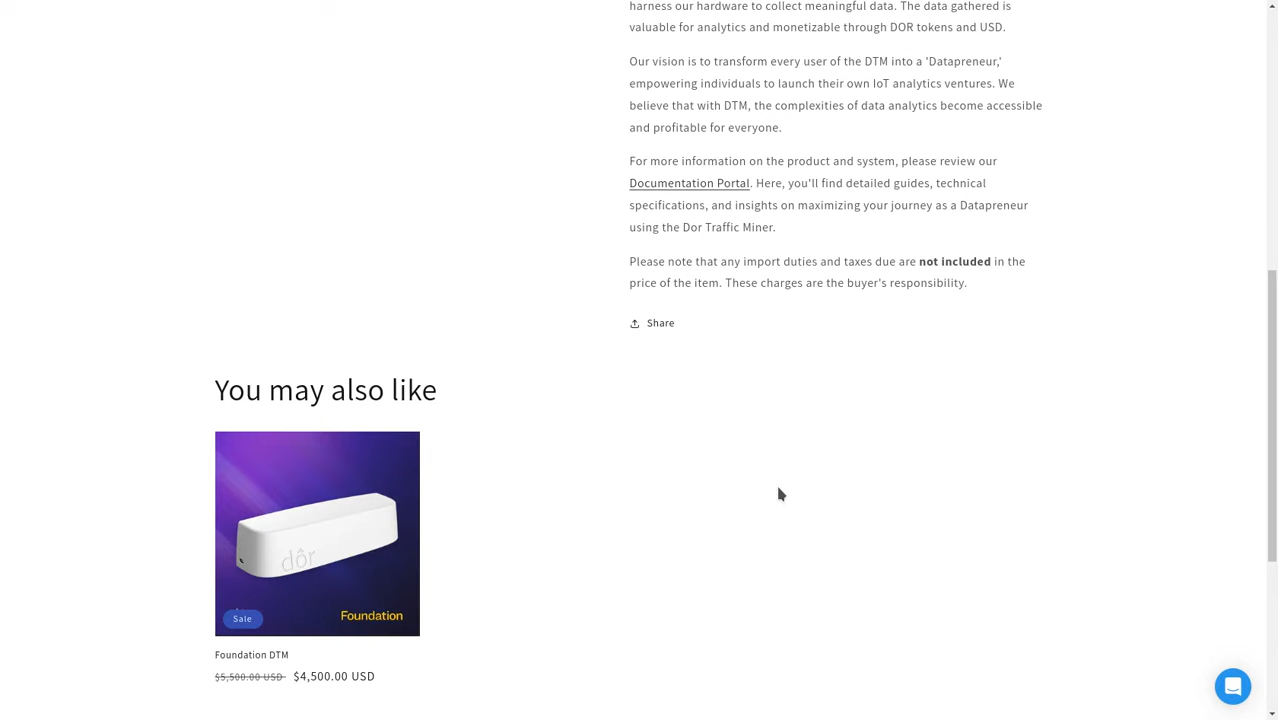 harness our hardware to collect meaningful data. The data gathered is
valuable for analytics and monetizable through DOR tokens and USD.
Our vision is to transform every user of the DTM into a 'Datapreneur,'
empowering individuals to launch their own IoT analytics ventures. We
believe that with DTM, the complexities of data analytics become accessible
and profitable for everyone.
For more information on the product and system, please review our
Documentation Portal. Here, you'll find detailed guides, technical
specifications, and insights on maximizing your journey as a Datapreneur
using the Dor Traffic Miner.
Please note that any import duties and taxes due are not included in the
price of the item. These charges are the buyer's responsibility.
Share
You may also like
dôr
Foundation
Sale
Foundation DTM
$5,500.00 USD $4,500.00 USD